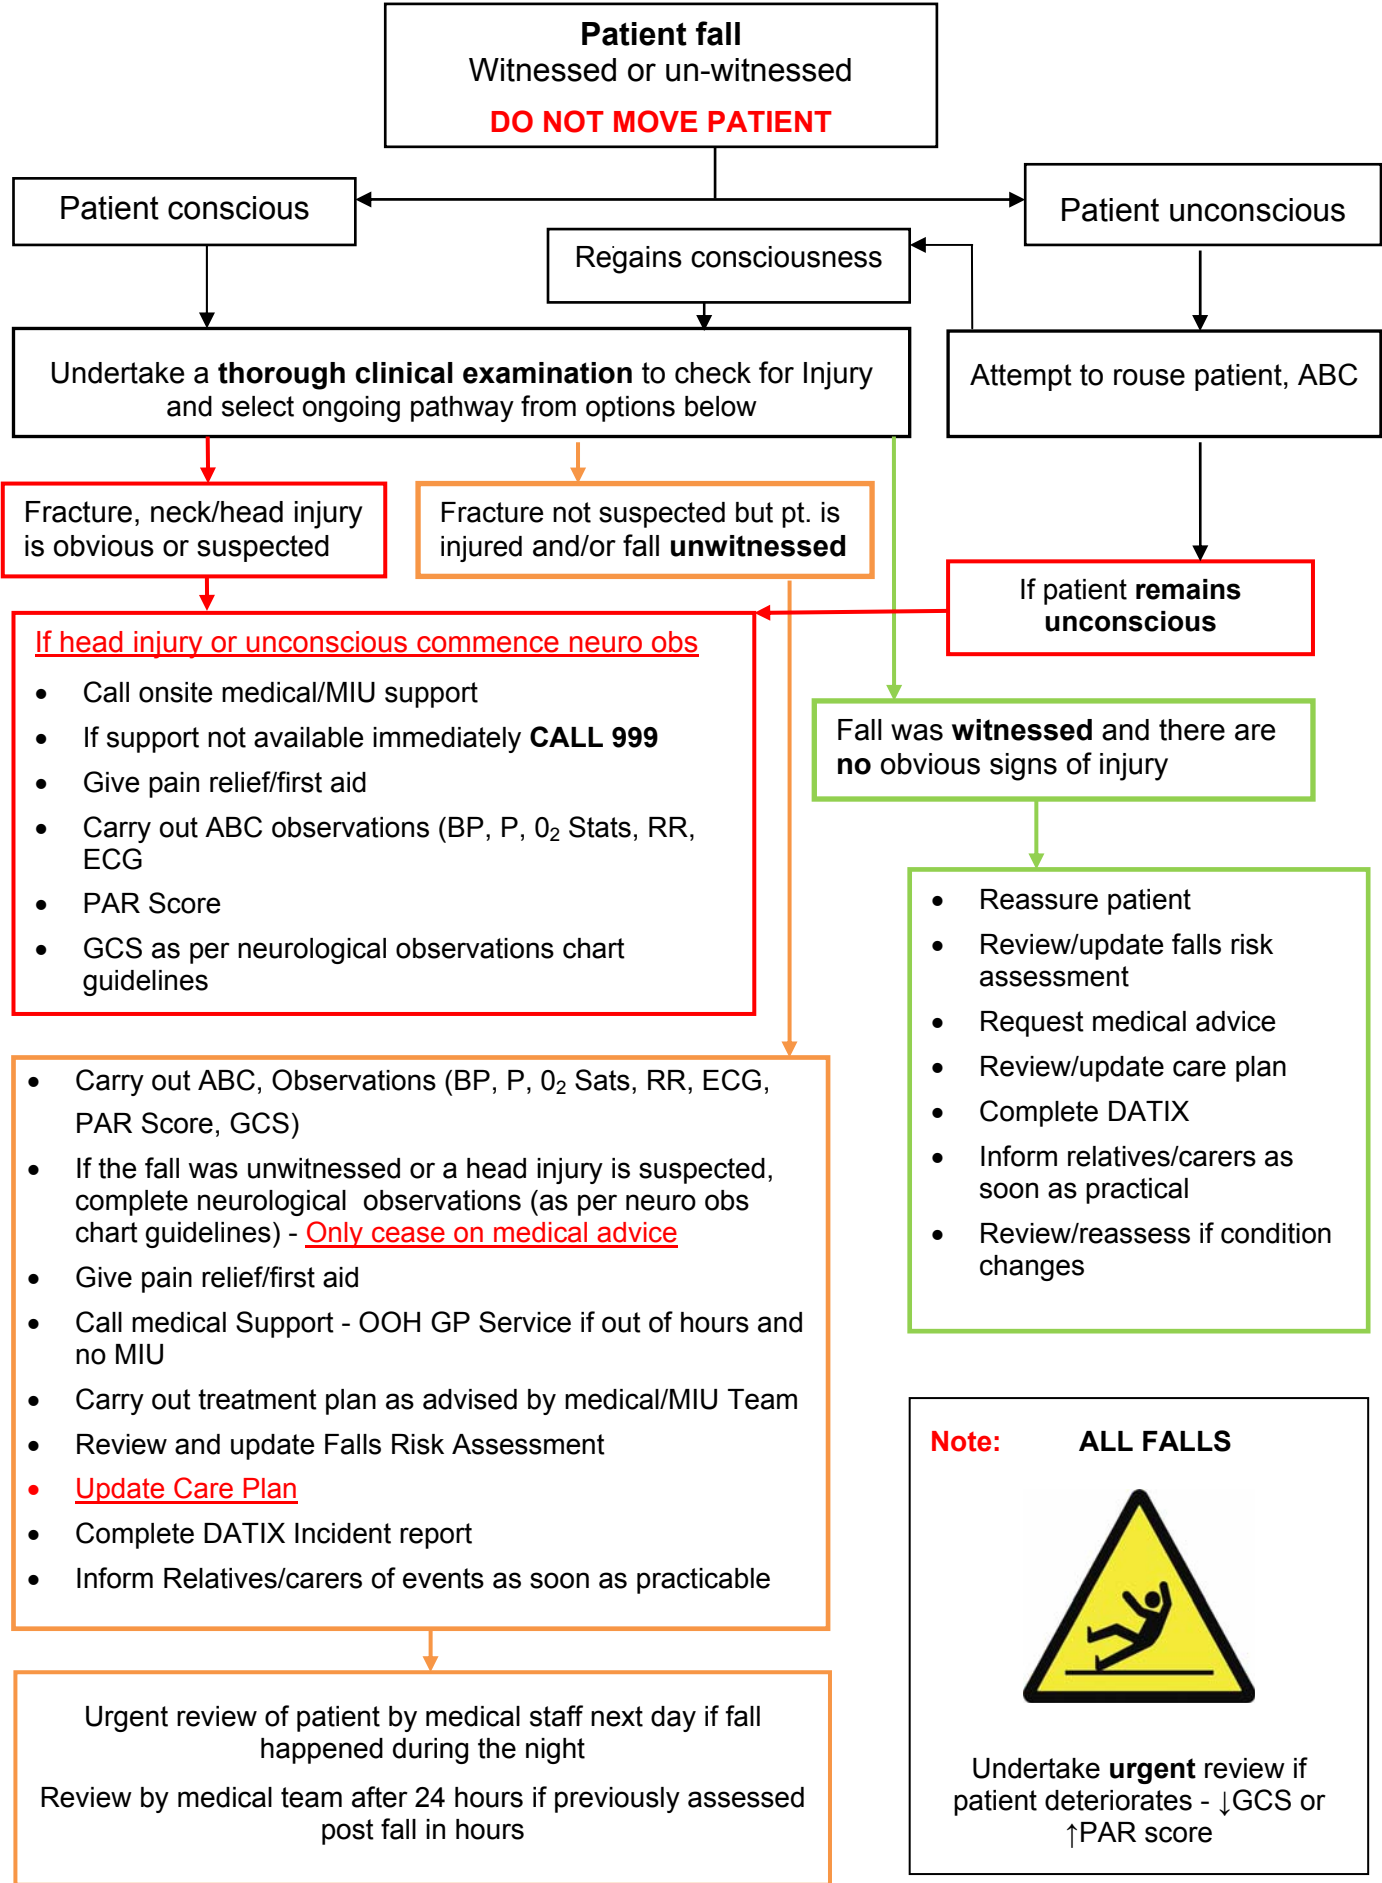 Patient fall
Witnessed or un-witnessed
DO NOT MOVE PATIENT
Patient conscious
Patient unconscious
Regains consciousness
Undertake a thorough clinical examination to check for Injury
and select ongoing pathway from options below
Attempt to rouse patient, ABC
Fracture, neck/head injury
is obvious or suspected
Fracture not suspected but pt. is
injured and/or fall unwitnessed
If patient remains
unconscious
If head injury or unconscious commence neuro obs
• Call onsite medical/MIU support
• If support not available immediately CALL 999
• Give pain relief/first aid
• Carry out ABC observations (BP, P, 0₂ Stats, RR,
ECG
• PAR Score
• GCS as per neurological observations chart
guidelines
Fall was witnessed and there are
no obvious signs of injury
• Reassure patient
• Review/update falls risk
assessment
• Request medical advice
• Review/update care plan
• Complete DATIX
• Inform relatives/carers as
soon as practical
• Review/reassess if condition
changes
• Carry out ABC, Observations (BP, P, 0₂ Sats, RR, ECG,
PAR Score, GCS)
• If the fall was unwitnessed or a head injury is suspected,
complete neurological observations (as per neuro obs
chart guidelines) - Only cease on medical advice
• Give pain relief/first aid
• Call medical Support - OOH GP Service if out of hours and
no MIU
• Carry out treatment plan as advised by medical/MIU Team
• Review and update Falls Risk Assessment
• Update Care Plan
• Complete DATIX Incident report
• Inform Relatives/carers of events as soon as practicable
Urgent review of patient by medical staff next day if fall
happened during the night
Review by medical team after 24 hours if previously assessed
post fall in hours
Note: ALL FALLS
Undertake urgent review if
patient deteriorates - ↓GCS or
↑PAR score